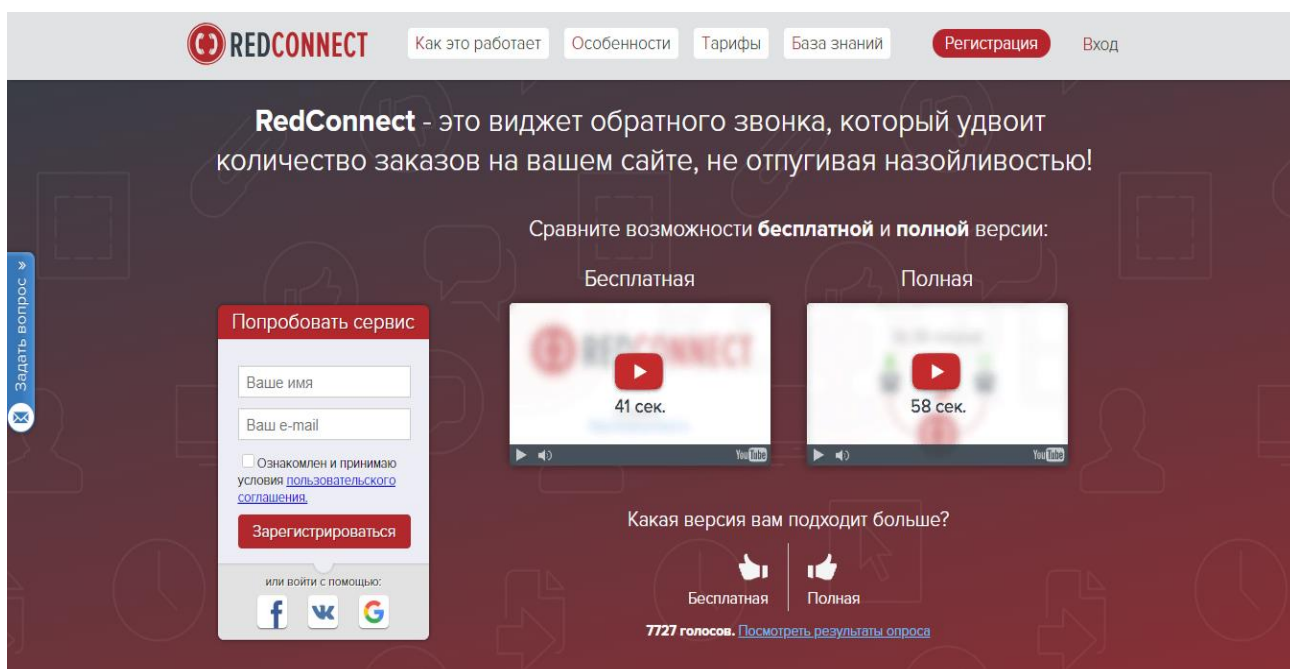 REDCONNECT
Как это работает
Особенности
Тарифы
База знаний
Регистрация
Вход
RedConnect - это виджет обратного звонка, который удвоит
количество заказов на вашем сайте, не отпугивая назойливостью!
Задать вопрос »
Сравните возможности бесплатной и полной версии:
Бесплатная
Полная
REDCONNECT
41 сек.
YouTube
58 сек.
YouTube
Попробовать сервис
Ваше имя
Ваш e-mail
Ознакомлен и принимаю
условия пользовательского
соглашения.
Зарегистрироваться
или войти с помощью:
Какая версия вам подходит больше?
Бесплатная
Полная
7727 голосов. Посмотреть результаты опроса